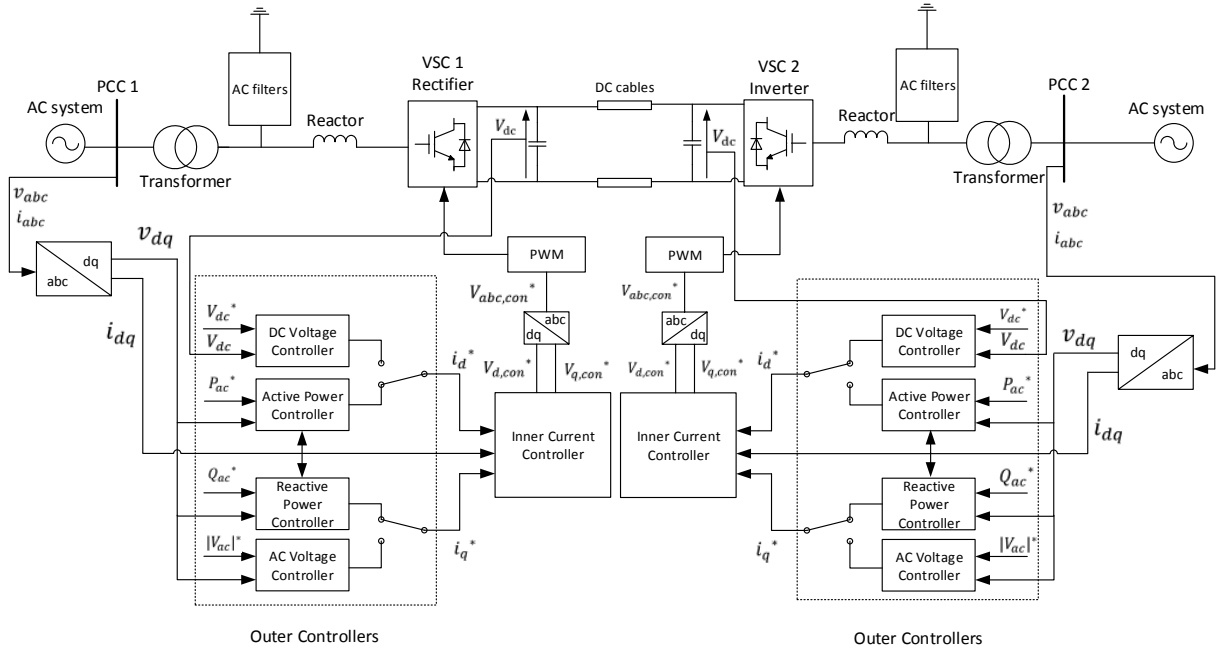 VSC 1
Rectifier
VSC 2
Inverter
PCC 1
AC system
AC filters
Reactor
Transformer
DC cables
V_dc
V_dc
AC filters
Reactor
Transformer
PCC 2
AC system
v_abc
i_abc
v_abc
i_abc
dq
abc
v_dq
i_dq
PWM
PWM
V_abc,con*
V_abc,con*
abc
dq
abc
dq
V_d,con*
V_q,con*
V_d,con*
V_q,con*
V_dc*
V_dc
DC Voltage
Controller
P_ac*
Active Power
Controller
Q_ac*
Reactive
Power
Controller
|V_ac|*
AC Voltage
Controller
i_d*
i_q*
Inner Current
Controller
Inner Current
Controller
i_d*
i_q*
DC Voltage
Controller
V_dc*
V_dc
Active Power
Controller
P_ac*
Reactive
Power
Controller
Q_ac*
AC Voltage
Controller
|V_ac|*
v_dq
i_dq
dq
abc
Outer Controllers
Outer Controllers